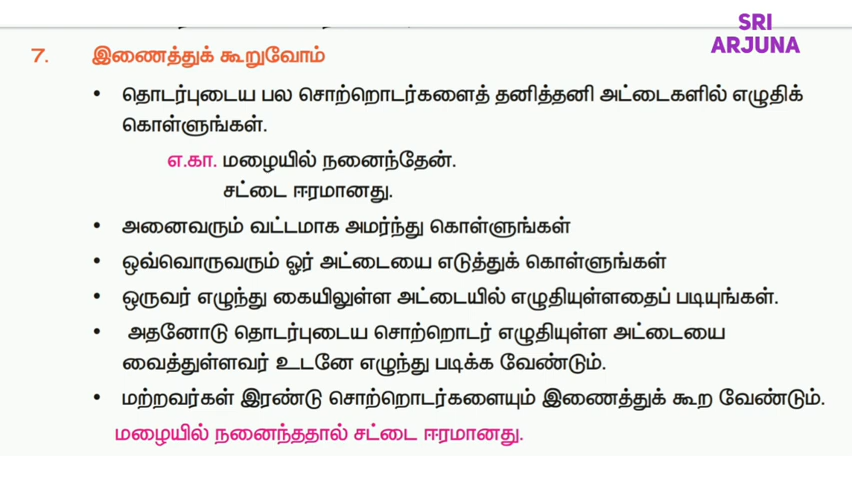 SRI
ARJUNA
7. இணைத்துக் கூறுவோம்
• தொடர்புடைய பல சொற்றொடர்களைத் தனித்தனி அட்டைகளில் எழுதிக்
கொள்ளுங்கள்.
எ.கா. மழையில் நனைந்தேன்.
சட்டை ஈரமானது.
• அனைவரும் வட்டமாக அமர்ந்து கொள்ளுங்கள்
• ஒவ்வொருவரும் ஓர் அட்டையை எடுத்துக் கொள்ளுங்கள்
• ஒருவர் எழுந்து கையிலுள்ள அட்டையில் எழுதியுள்ளதைப் படியுங்கள்.
• அதனோடு தொடர்புடைய சொற்றொடர் எழுதியுள்ள அட்டையை
வைத்துள்ளவர் உடனே எழுந்து படிக்க வேண்டும்.
• மற்றவர்கள் இரண்டு சொற்றொடர்களையும் இணைத்துக் கூற வேண்டும்.
மழையில் நனைந்ததால் சட்டை ஈரமானது.